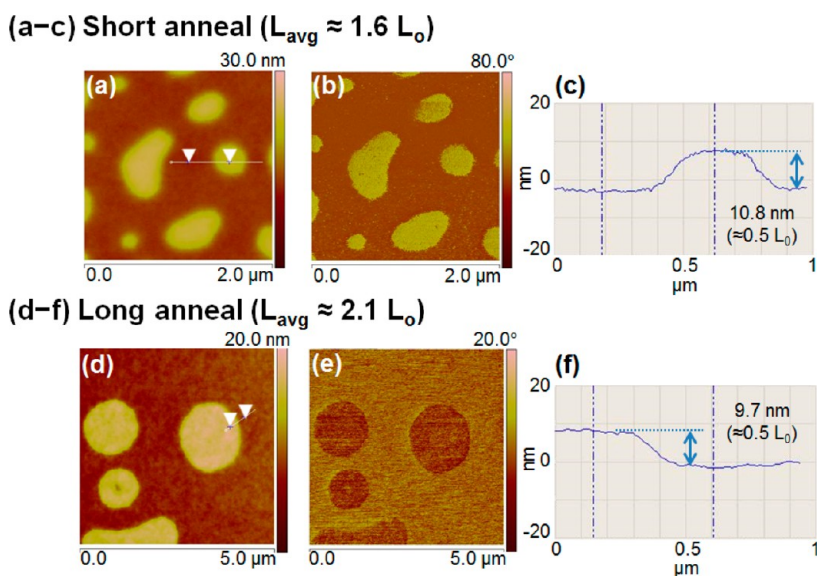 (a−c) Short anneal (Lavg ≈ 1.6 Lo)
30.0 nm
80.0°
(a)
(b)
(c)
20
0
-20
nm
10.8 nm
(≈0.5 L0)
0.0
2.0 µm
0.0
2.0 µm
0
0.5
1
µm
(d−f) Long anneal (Lavg ≈ 2.1 Lo)
20.0 nm
20.0°
(d)
(e)
(f)
20
0
-20
nm
9.7 nm
(≈0.5 L0)
0.0
5.0 µm
0.0
5.0 µm
0
0.5
1
µm